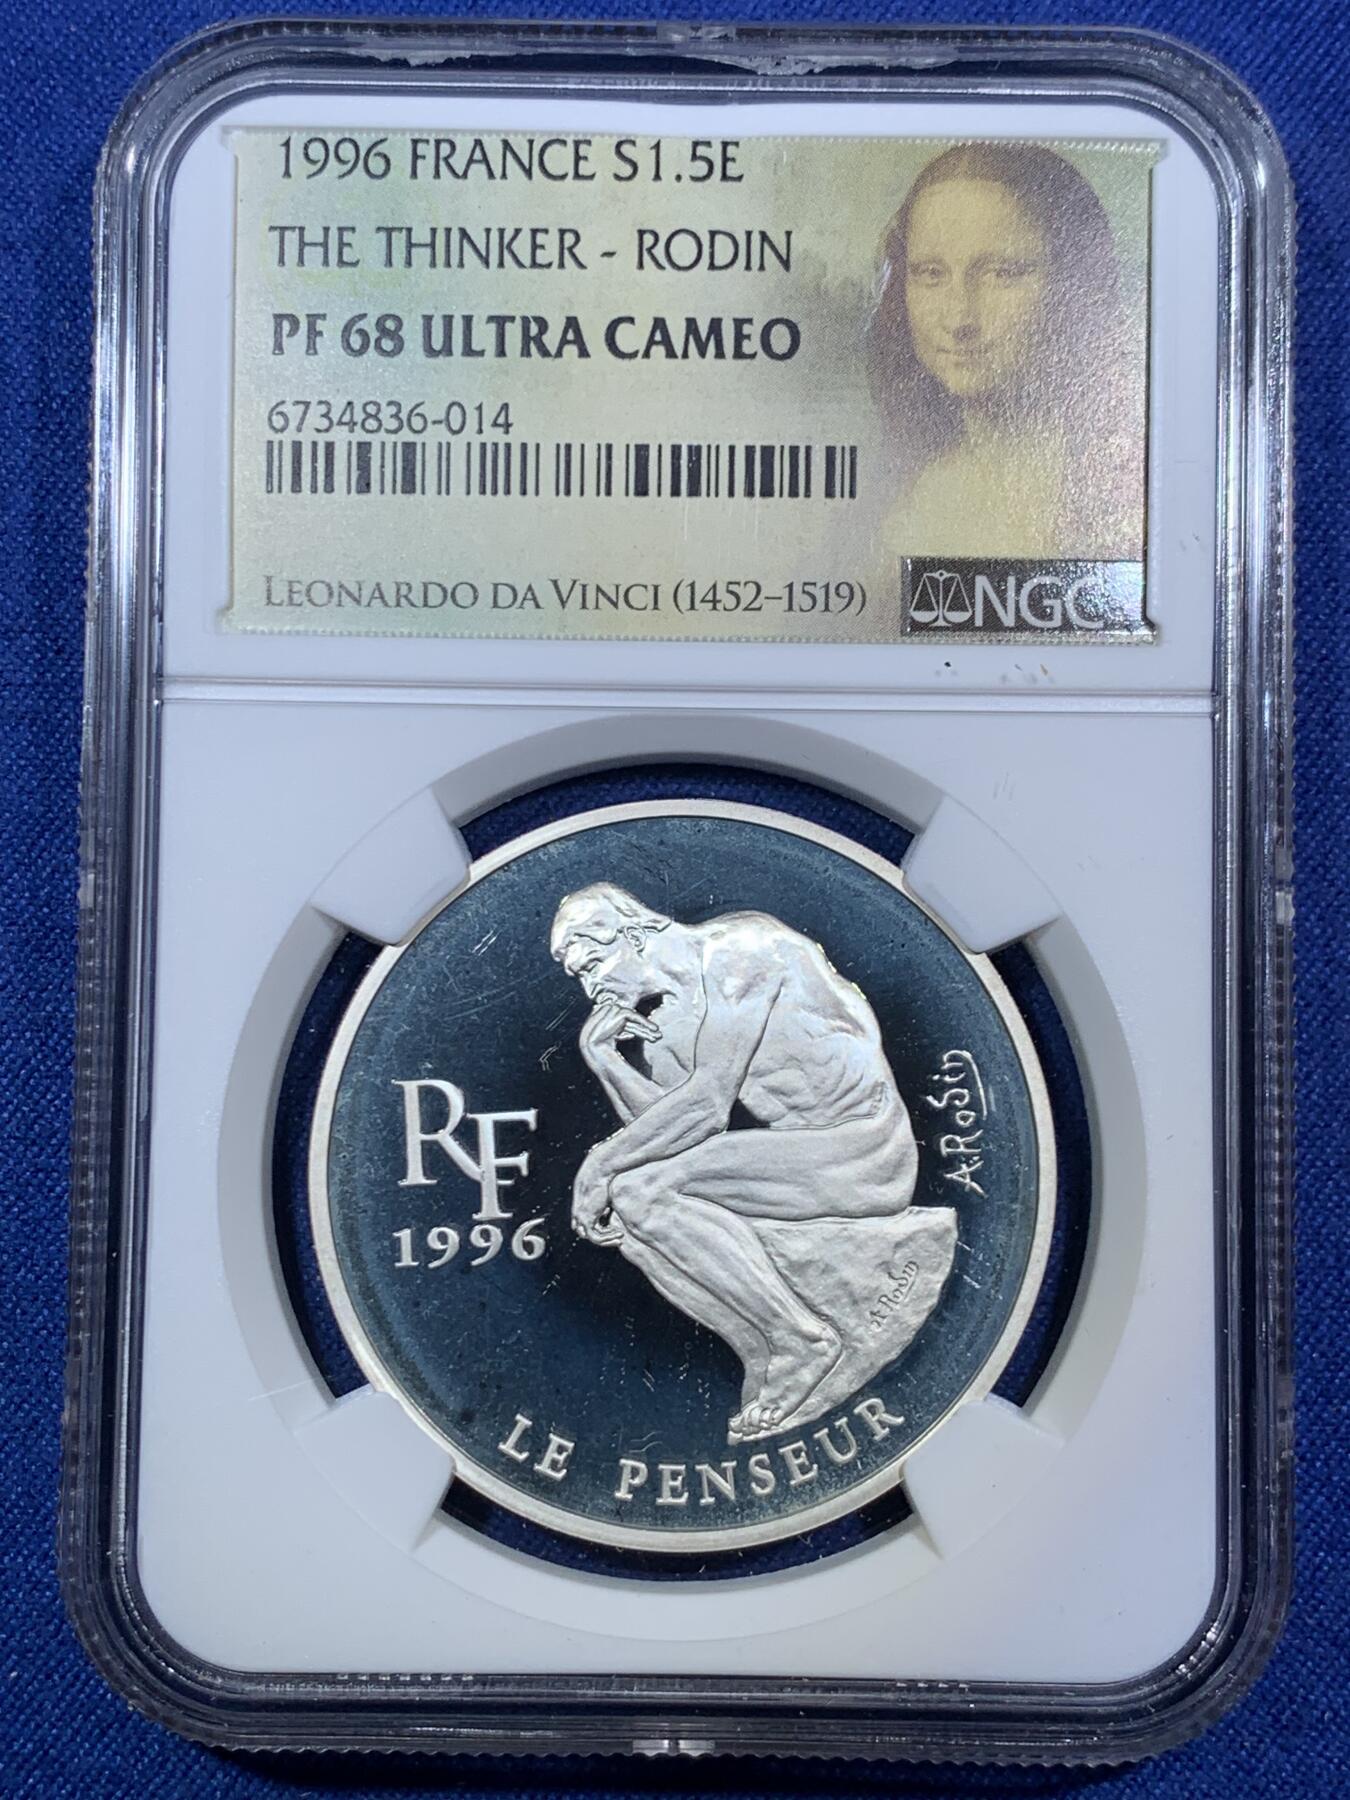 1996 FRANCE S1.5E
THE THINKER - RODIN
PF 68 ULTRA CAMEO
6734836-014
LEONARDO DA VINCI (1452–1519)
NGC
RF
1996
A.Rodin
A Rodin
LE PENSEUR